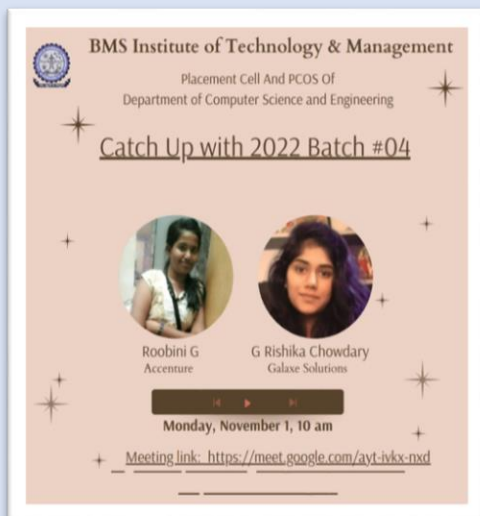 BMS Institute of Technology & Management
Placement Cell And PCOS Of
Department of Computer Science and Engineering
Catch Up with 2022 Batch #04
Roobini G
Accenture
G Rishika Chowdary
Galaxe Solutions
Monday, November 1, 10 am
Meeting link: https://meet.google.com/ayt-ivkx-nxd